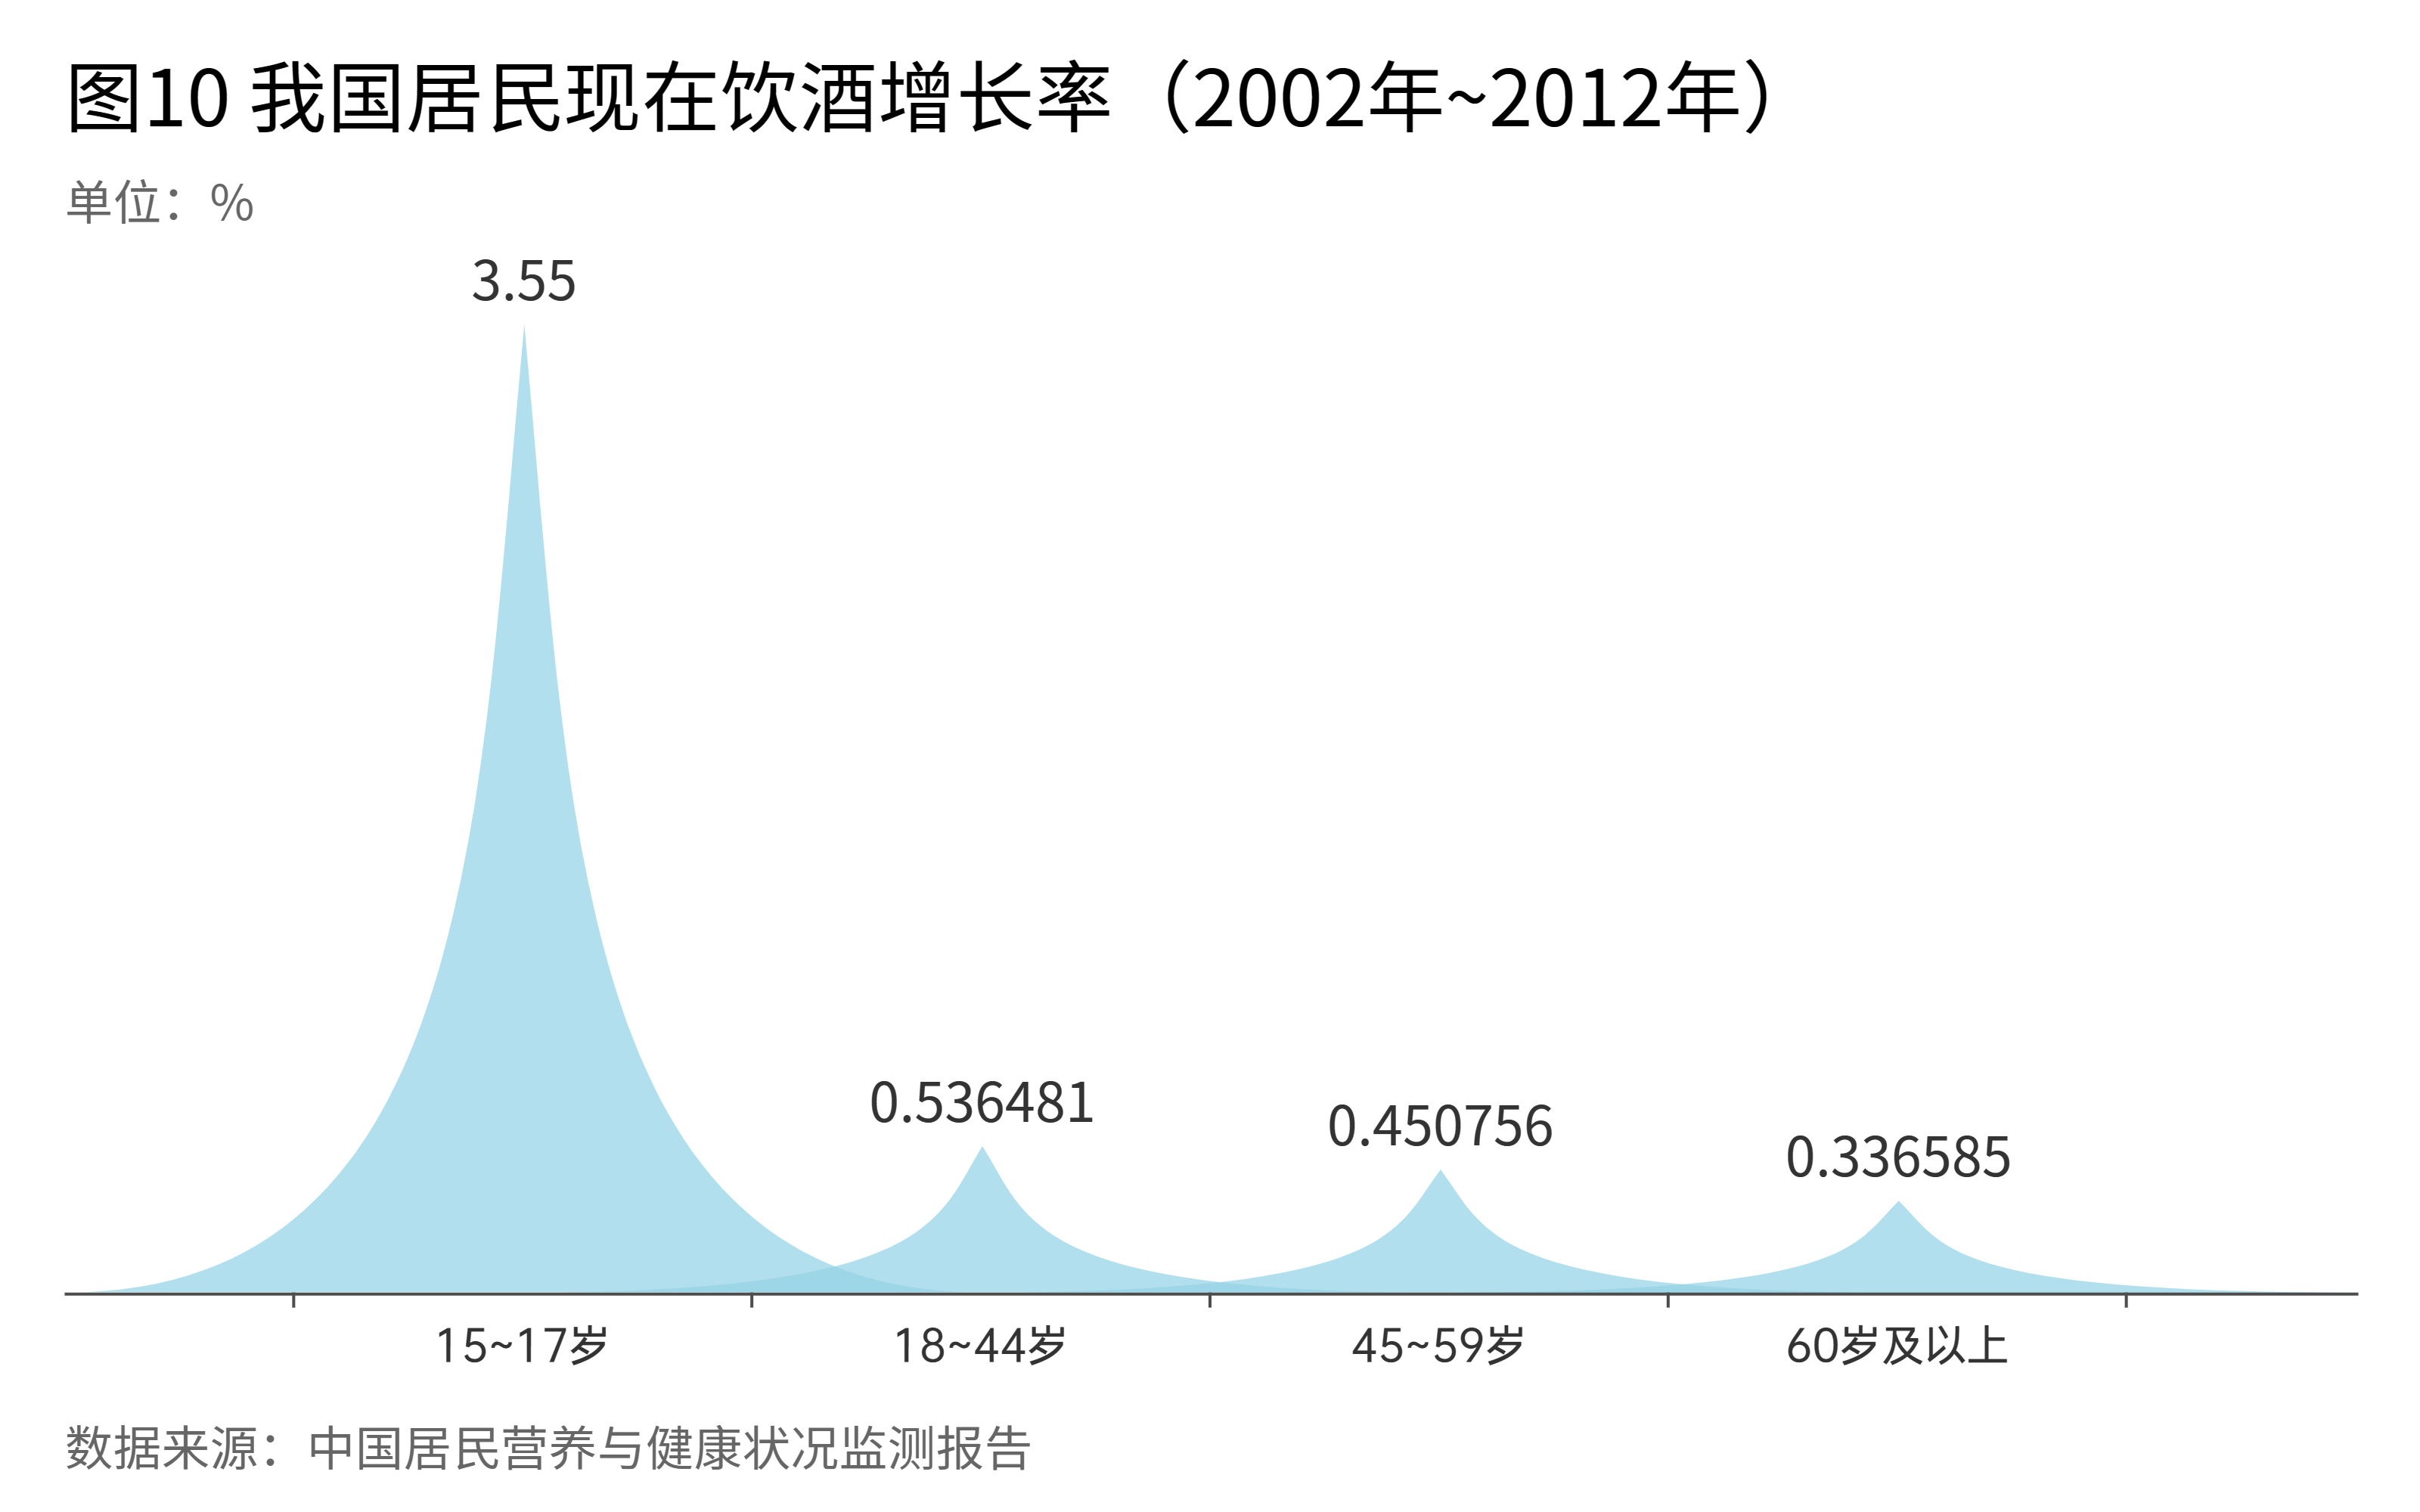 图10 我国居民现在饮酒增长率（2002年~2012年）
单位：%
3.55
0.536481
0.450756
0.336585
15~17岁
18~44岁
45~59岁
60岁及以上
数据来源：中国居民营养与健康状况监测报告